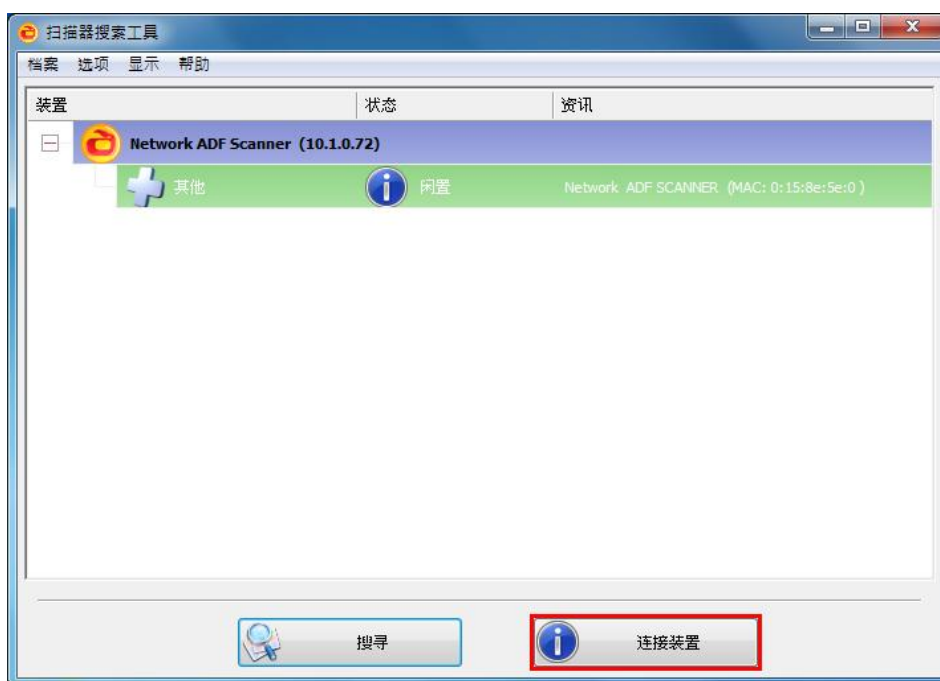 扫描器搜索工具
档案 选项 显示 帮助
装置 状态 资讯
Network ADF Scanner (10.1.0.72)
其他 闲置 Network ADF SCANNER (MAC: 0:15:8e:5e:0 )
搜寻 连接装置